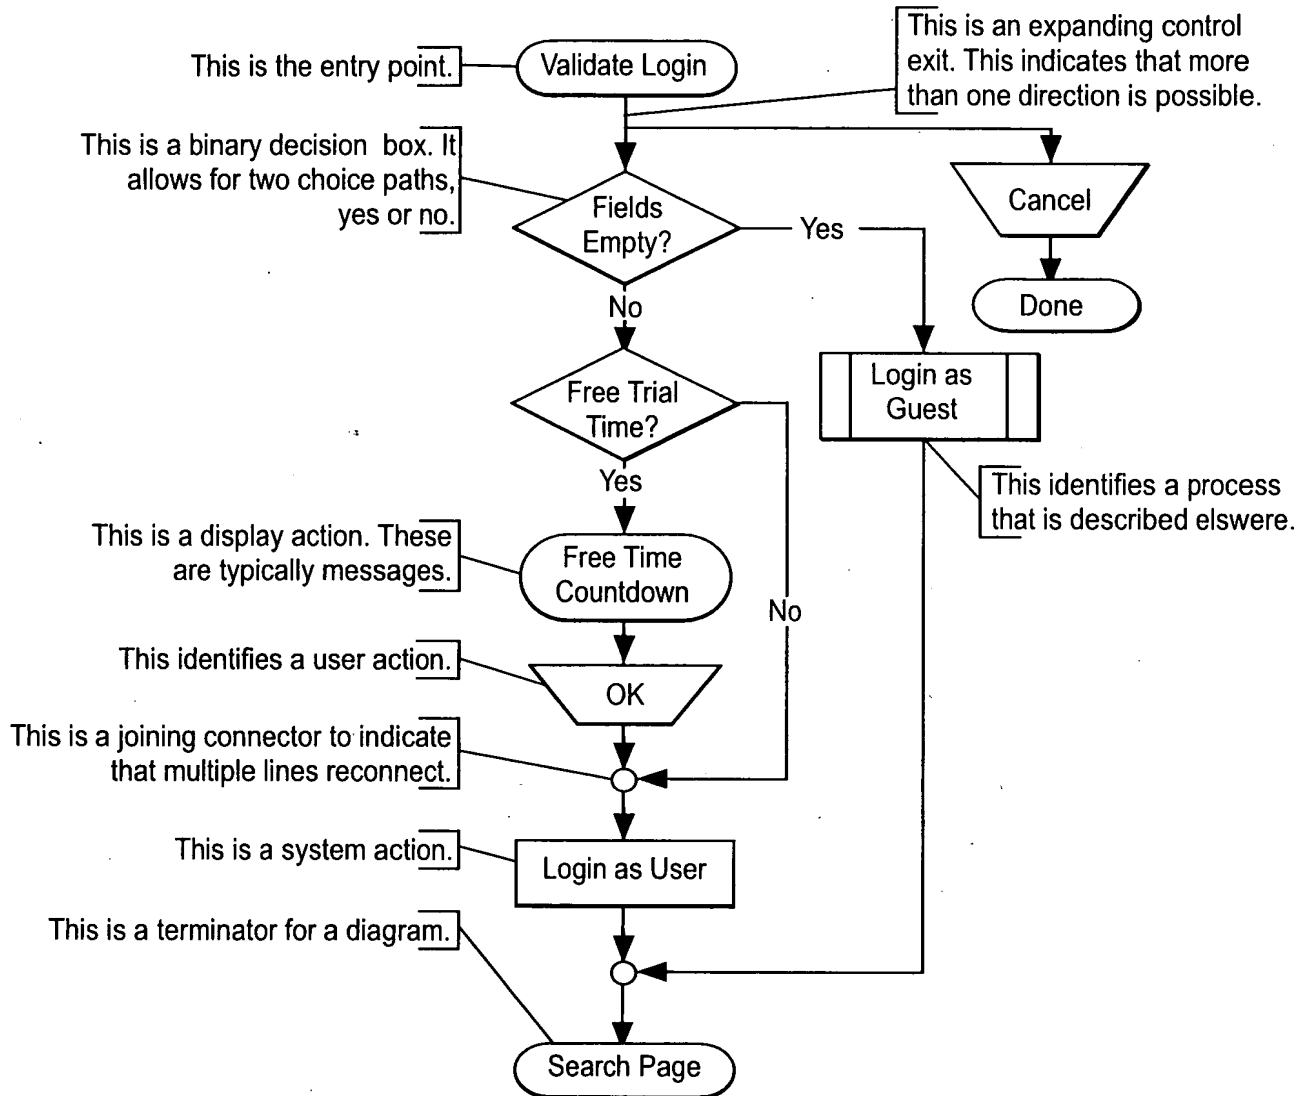 This is the entry point.
Validate Login
This is an expanding control
exit. This indicates that more
than one direction is possible.
This is a binary decision box. It
allows for two choice paths,
yes or no.
Fields
Empty?
Yes
Cancel
Done
No
Free Trial
Time?
Login as
Guest
Yes
This identifies a process
that is described elswere.
This is a display action. These
are typically messages.
Free Time
Countdown
No
This identifies a user action.
OK
This is a joining connector to indicate
that multiple lines reconnect.
This is a system action.
Login as User
This is a terminator for a diagram.
Search Page